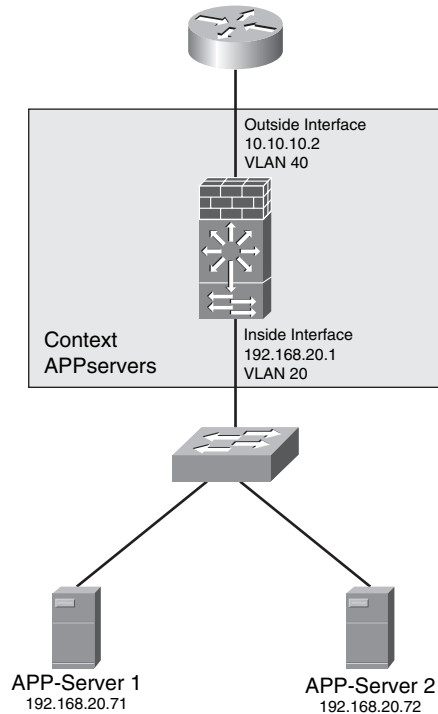 Outside Interface
10.10.10.2
VLAN 40
Context
APPservers
Inside Interface
192.168.20.1
VLAN 20
APP-Server 1
192.168.20.71
APP-Server 2
192.168.20.72